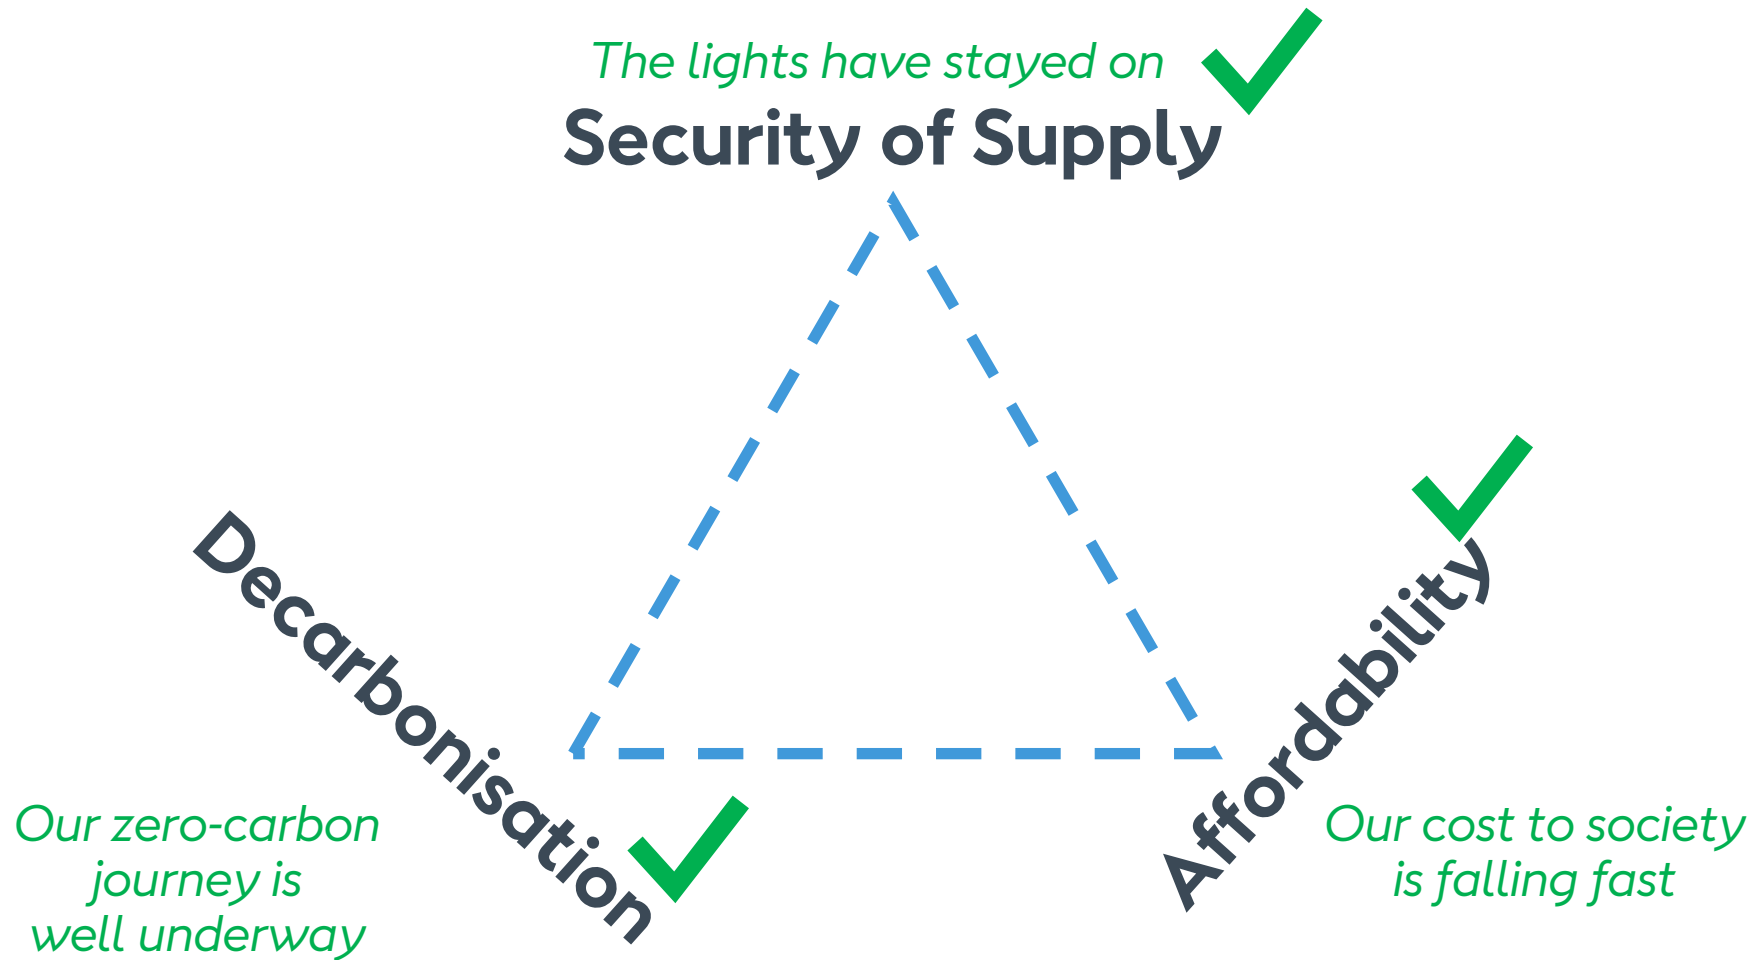 The lights have stayed on
Security of Supply
Decarbonisation
Affordability
Our zero-carbon
journey is
well underway
Our cost to society
is falling fast